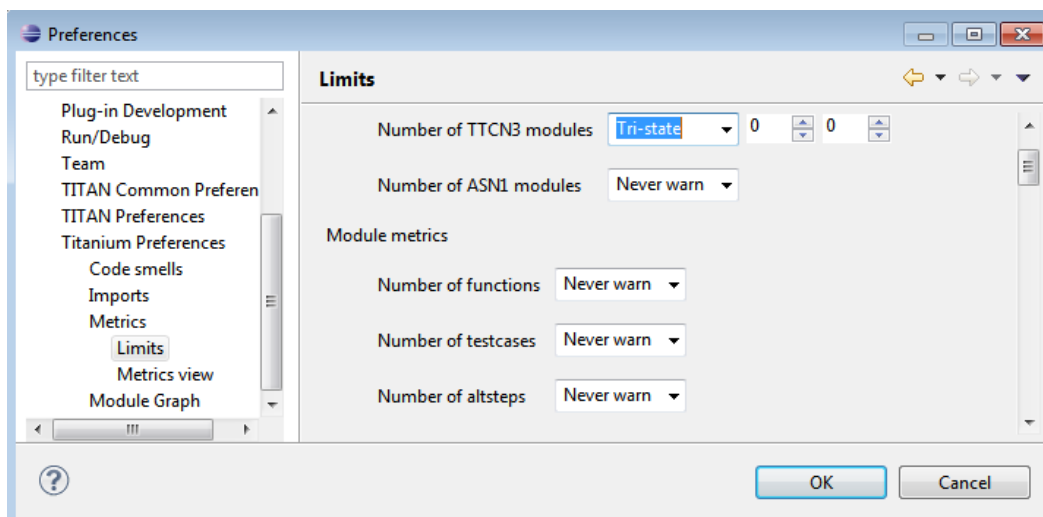 Preferences
type filter text
Plug-in Development
Run/Debug
Team
TITAN Common Preferen
TITAN Preferences
Titanium Preferences
Code smells
Imports
Metrics
Limits
Metrics view
Module Graph
Limits
Number of TTCN3 modules Tri-state 0 0
Number of ASN1 modules Never warn
Module metrics
Number of functions Never warn
Number of testcases Never warn
Number of altsteps Never warn
?
OK Cancel